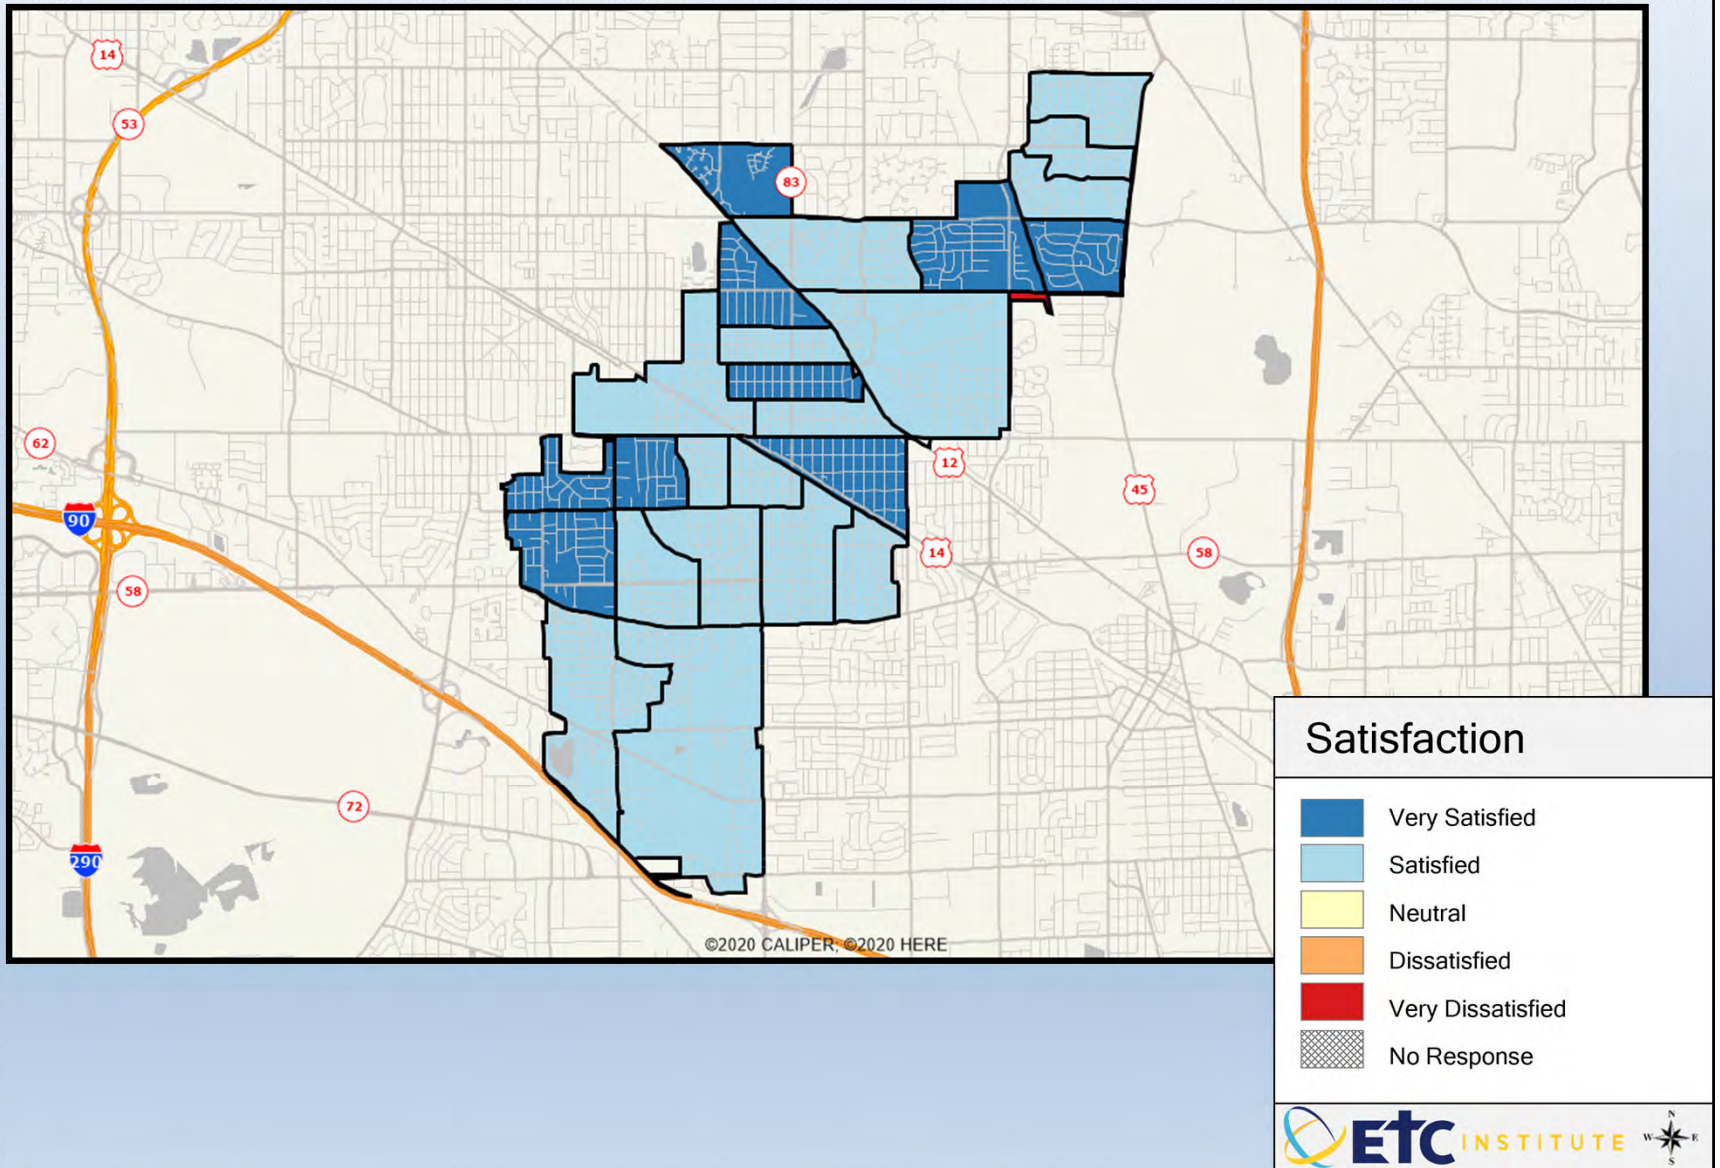 14
53
83
62
12
45
90
14
58
58
72
290
©2020 CALIPER; ©2020 HERE
Satisfaction
Very Satisfied
Satisfied
Neutral
Dissatisfied
Very Dissatisfied
No Response
ETC INSTITUTE
N
W E
S